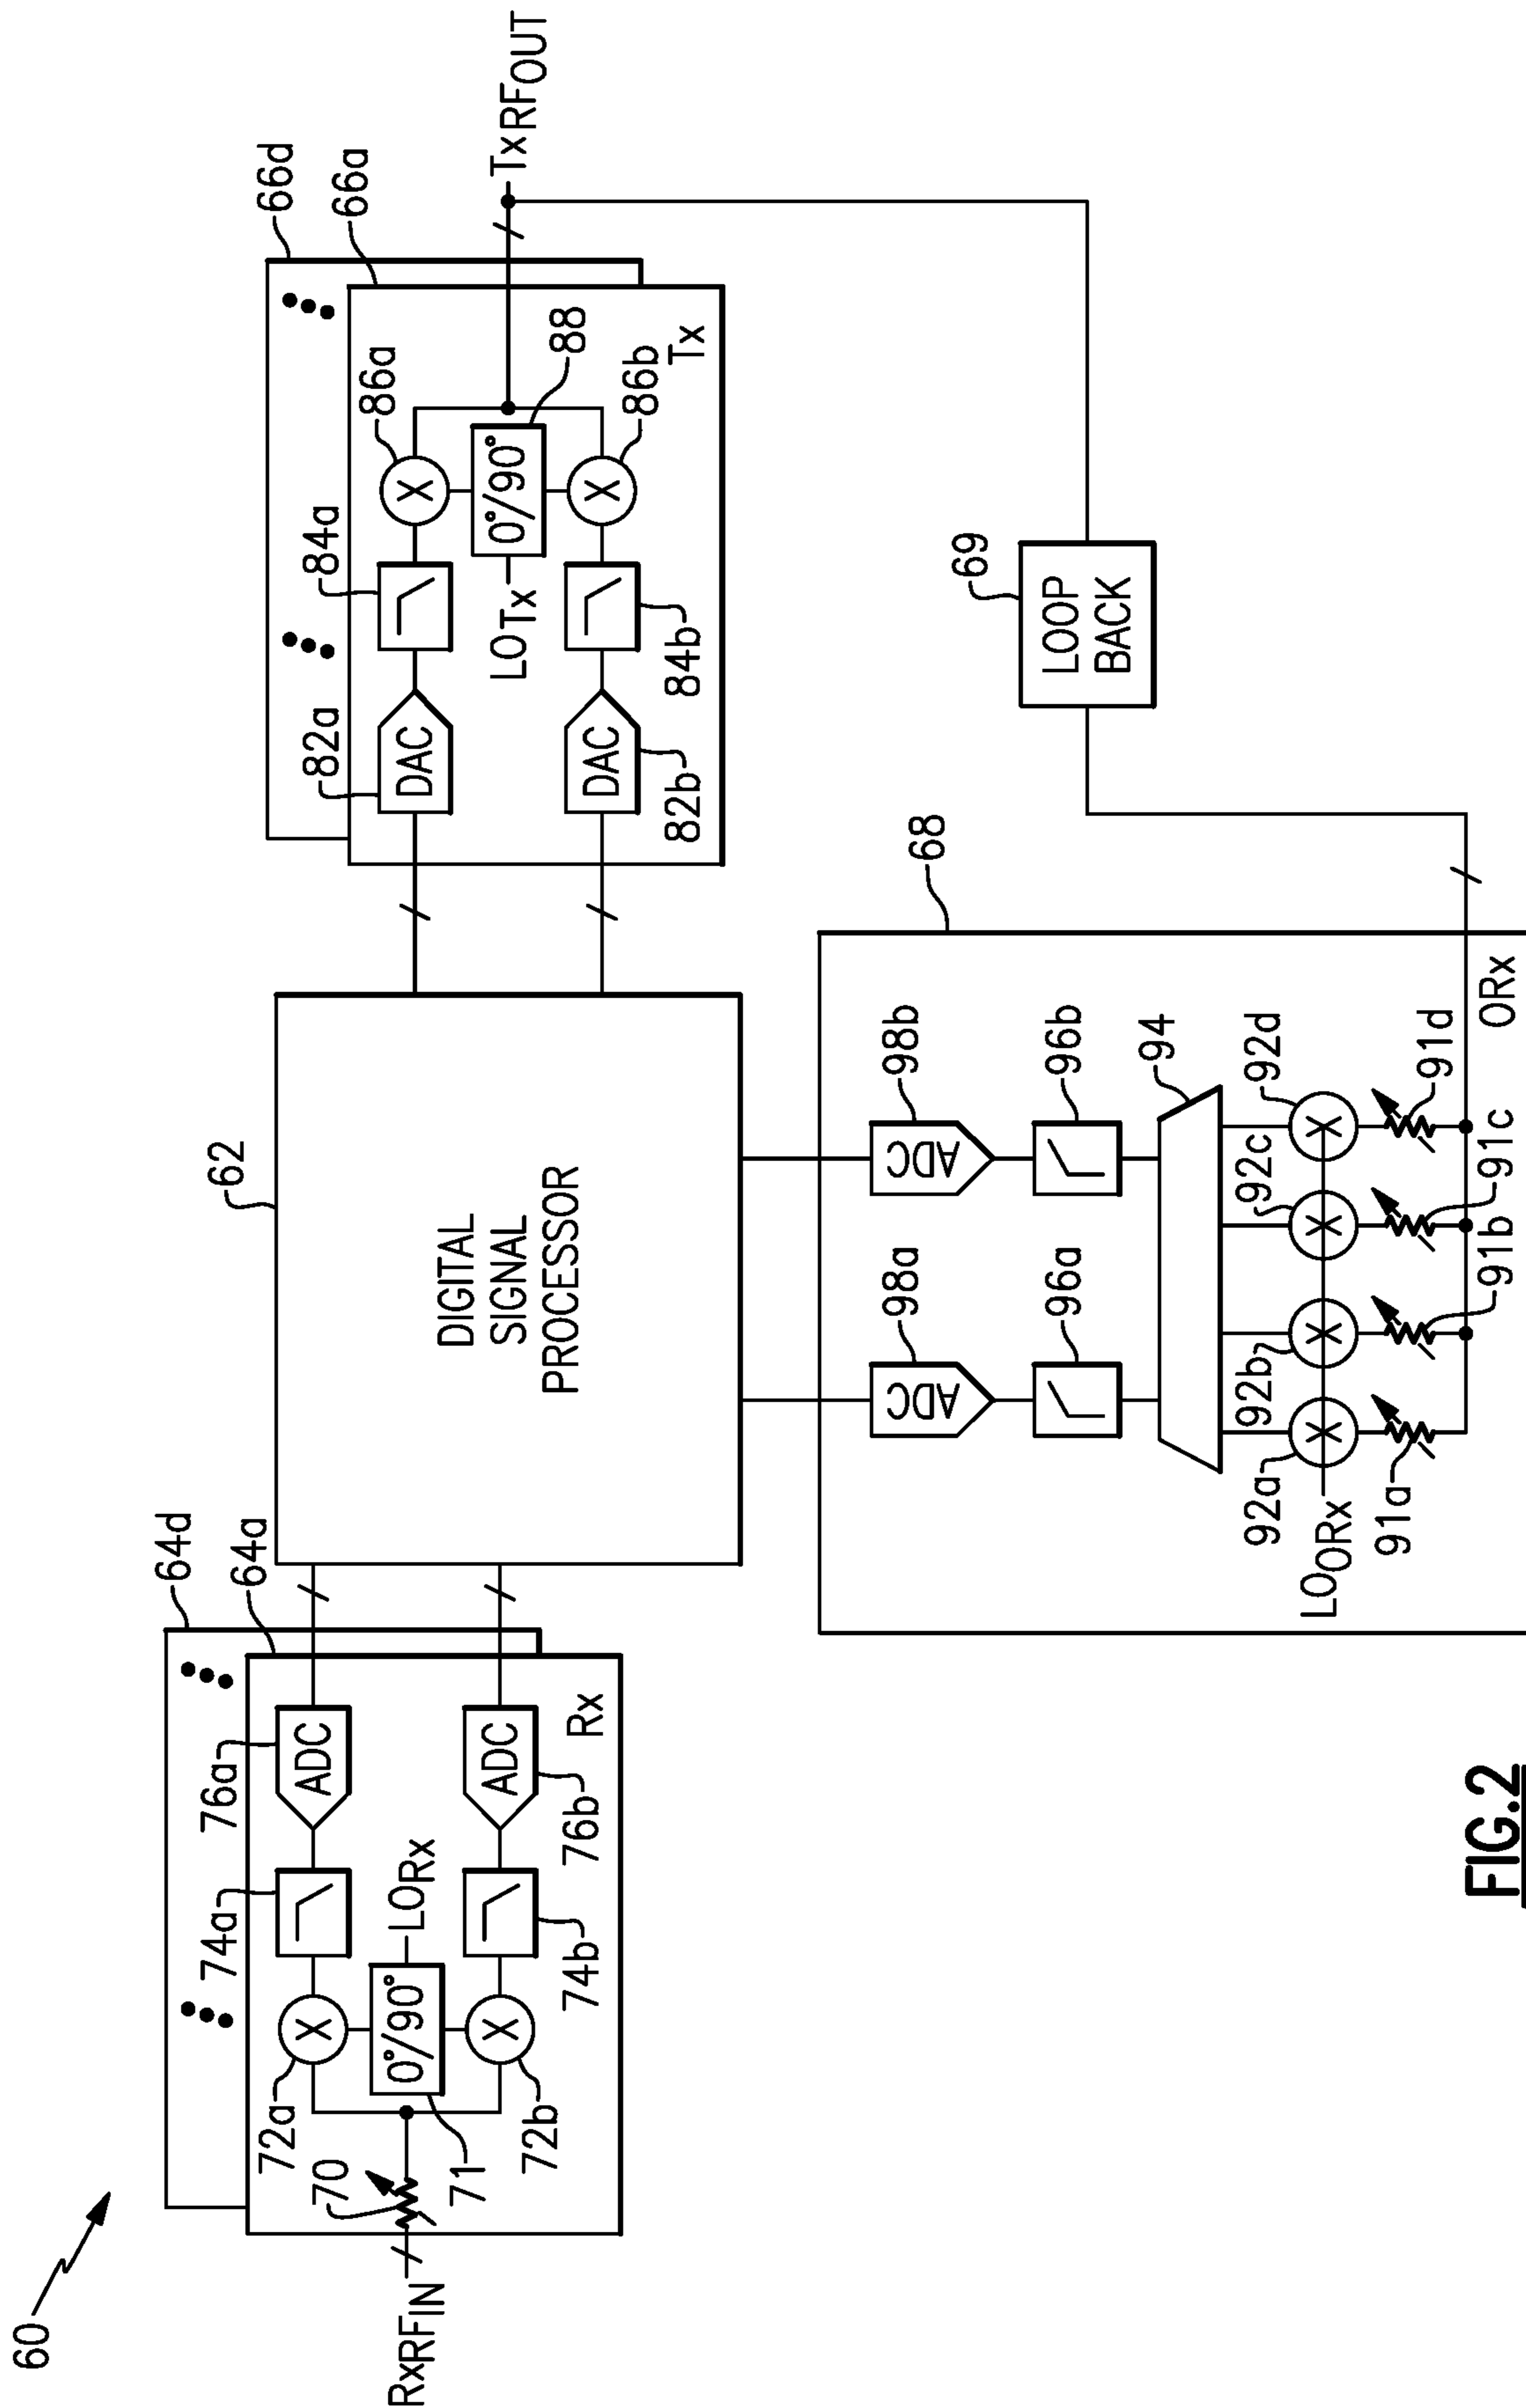 60
64d
64a
76a
74a
72a
70
ADC
0°/90°
LORx
X
X
ADC
Rx
RxRFIN
71
72b
74b
76b
62
DIGITAL
SIGNAL
PROCESSOR
66d
66a
82a
84a
86a
DAC
X
LOTx
0°/90°
88
TxRFOUT
DAC
X
82b
84b
86b
Tx
68
98a
98b
ADC
ADC
96a
96b
94
92a
92b
92c
92d
X
X
X
X
LOORx
91a
91b
91c
91d
ORx
69
LOOP
BACK
FIG.2